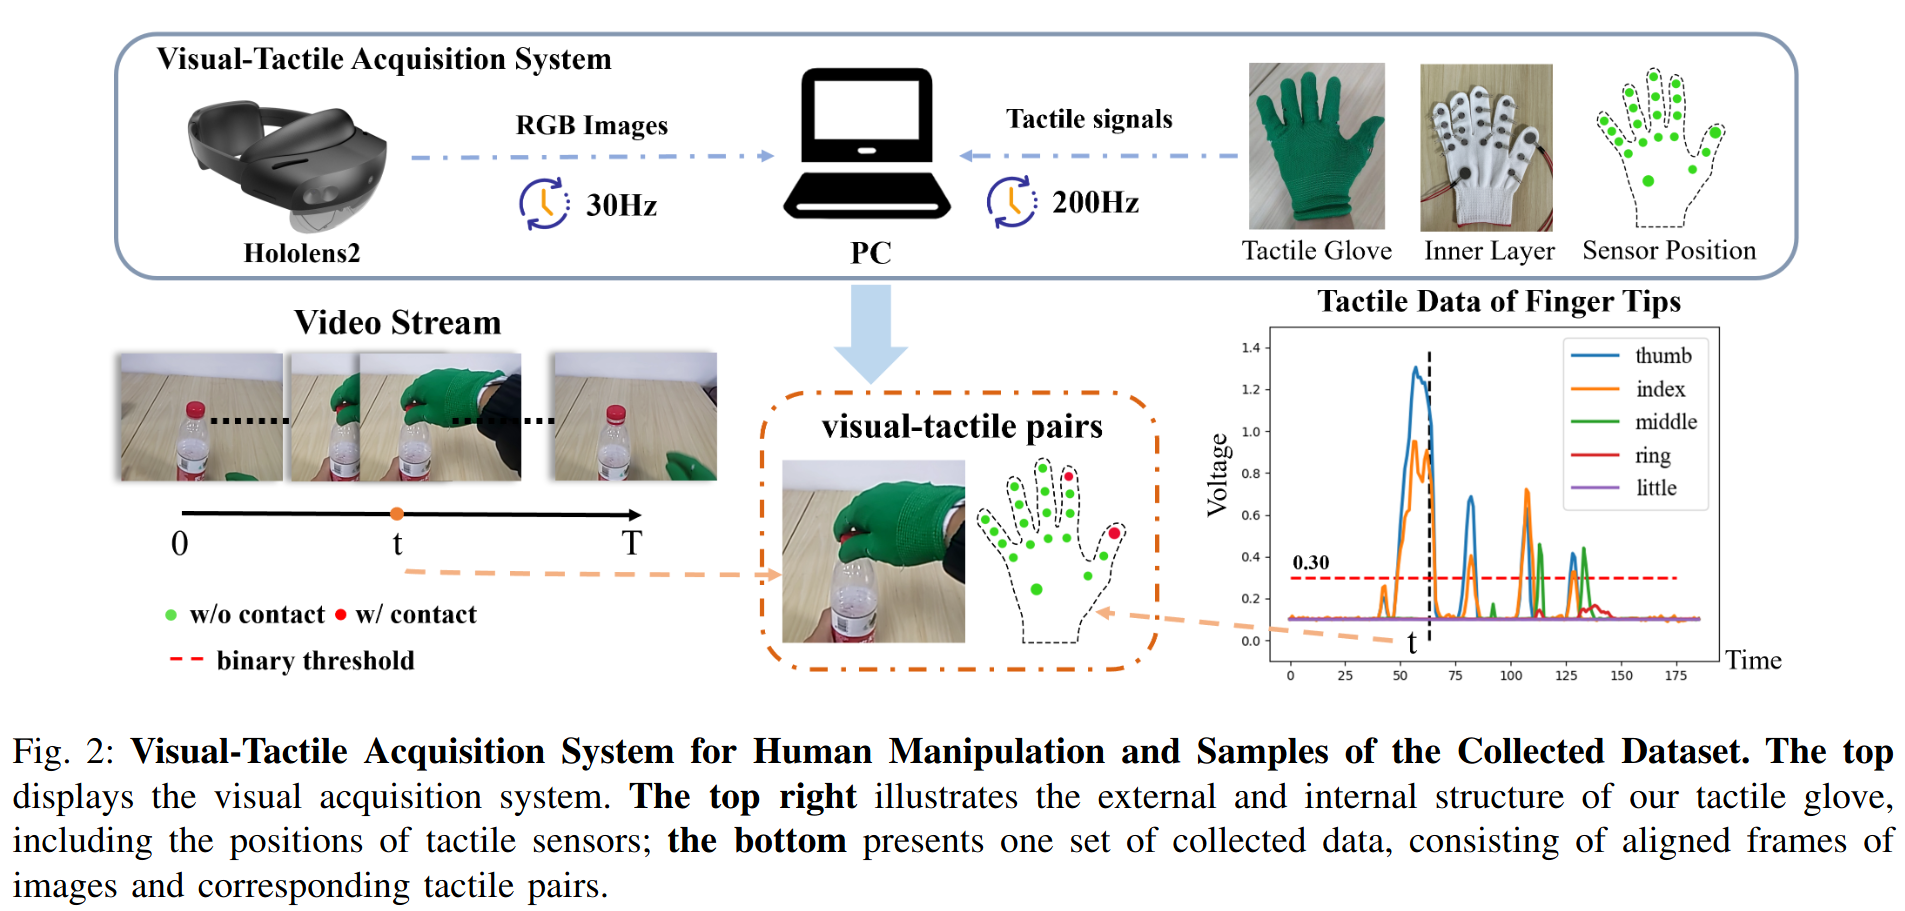 Visual-Tactile Acquisition System
RGB Images
30Hz
Hololens2
PC
Tactile signals
200Hz
Tactile Glove
Inner Layer
Sensor Position
Video Stream
0
t
T
w/o contact
w/ contact
binary threshold
visual-tactile pairs
Tactile Data of Finger Tips
Voltage
1.4
1.2
1.0
0.8
0.6
0.4
0.2
0.0
0.30
thumb
index
middle
ring
little
t
0 25 50 75 100 125 150 175
Time
Fig. 2: Visual-Tactile Acquisition System for Human Manipulation and Samples of the Collected Dataset. The top
displays the visual acquisition system. The top right illustrates the external and internal structure of our tactile glove,
including the positions of tactile sensors; the bottom presents one set of collected data, consisting of aligned frames of
images and corresponding tactile pairs.